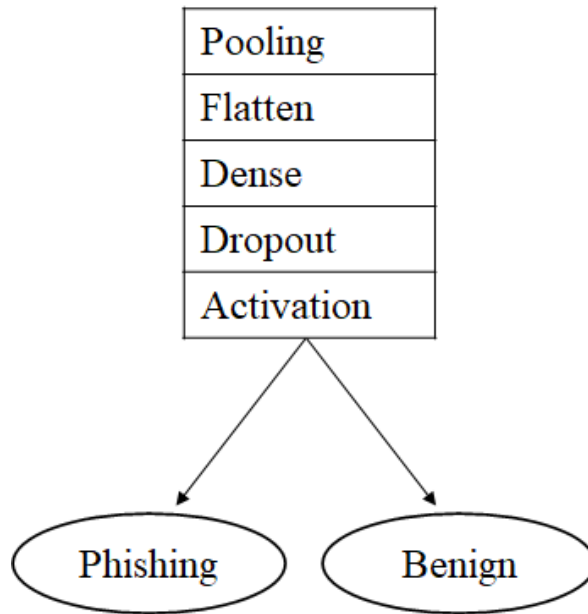 Pooling
Flatten
Dense
Dropout
Activation
Phishing
Benign